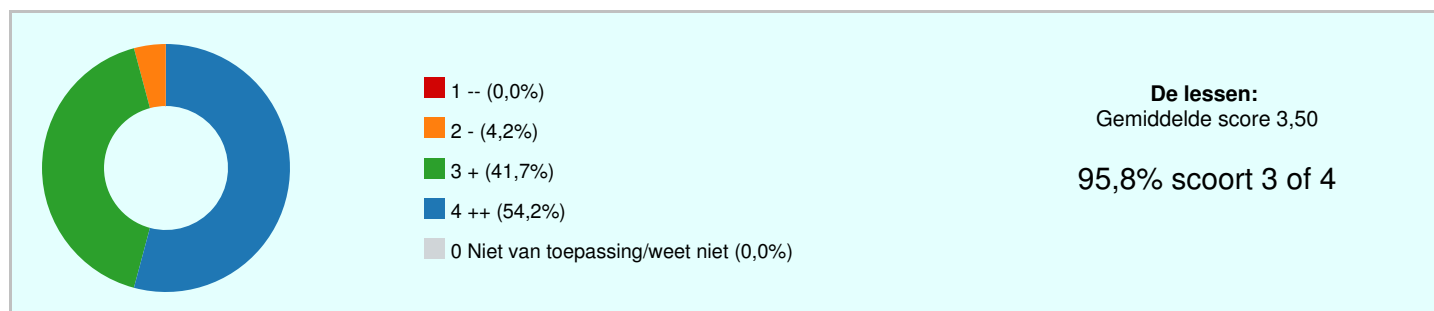 1 -- (0,0%)
2 - (4,2%)
3 + (41,7%)
4 ++ (54,2%)
0 Niet van toepassing/weet niet (0,0%)
De lessen:
Gemiddelde score 3,50
95,8% scoort 3 of 4